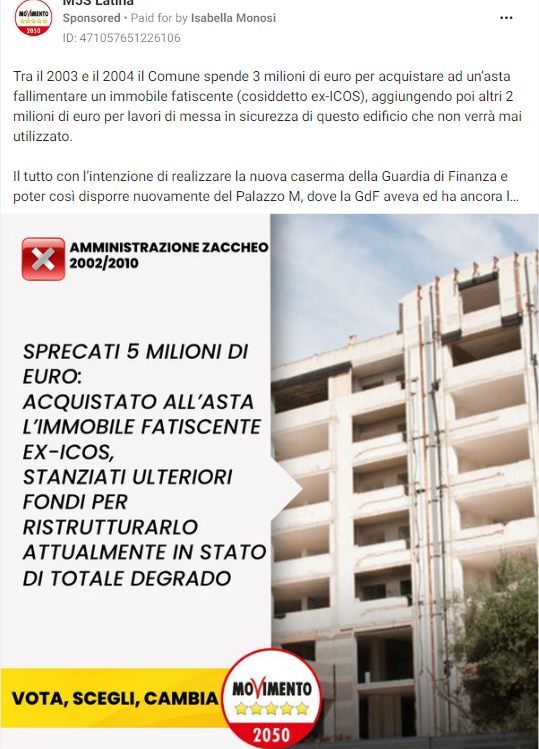 M5S Latina
Sponsored • Paid for by Isabella Monosi
ID: 471057651226106
Tra il 2003 e il 2004 il Comune spende 3 milioni di euro per acquistare ad un'asta
fallimentare un immobile fatiscente (cosiddetto ex-ICOS), aggiungendo poi altri 2
milioni di euro per lavori di messa in sicurezza di questo edificio che non verrà mai
utilizzato.
Il tutto con l'intenzione di realizzare la nuova caserma della Guardia di Finanza e
poter così disporre nuovamente del Palazzo M, dove la GdF aveva ed ha ancora l...
AMMINISTRAZIONE ZACCHEO
2002/2010
SPRECATI 5 MILIONI DI
EURO:
ACQUISTATO ALL'ASTA
L'IMMOBILE FATISCENTE
EX-ICOS,
STANZIATI ULTERIORI
FONDI PER
RISTRUTTURARLO
ATTUALMENTE IN STATO
DI TOTALE DEGRADO
VOTA, SCEGLI, CAMBIA
MOVIMENTO
2050
MOVIMENTO
2050